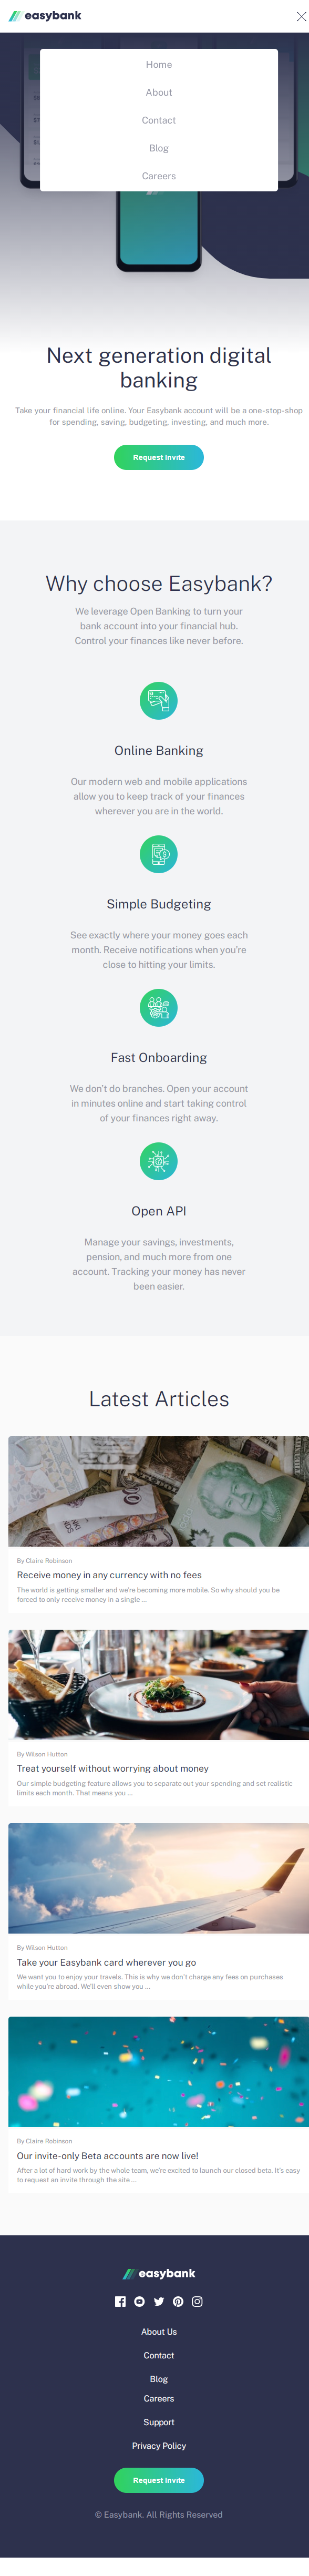 easybank
Home
About
Contact
Blog
Careers
Next generation digital
banking
Take your financial life online. Your Easybank account will be a one-stop-shop
for spending, saving, budgeting, investing, and much more.
Request Invite
Why choose Easybank?
We leverage Open Banking to turn your
bank account into your financial hub.
Control your finances like never before.
Online Banking
Our modern web and mobile applications
allow you to keep track of your finances
wherever you are in the world.
Simple Budgeting
See exactly where your money goes each
month. Receive notifications when you're
close to hitting your limits.
Fast Onboarding
We don't do branches. Open your account
in minutes online and start taking control
of your finances right away.
Open API
Manage your savings, investments,
pension, and much more from one
account. Tracking your money has never
been easier.
Latest Articles
By Claire Robinson
Receive money in any currency with no fees
The world is getting smaller and we're becoming more mobile. So why should you be
forced to only receive money in a single ...
By Wilson Hutton
Treat yourself without worrying about money
Our simple budgeting feature allows you to separate out your spending and set realistic
limits each month. That means you ...
By Wilson Hutton
Take your Easybank card wherever you go
We want you to enjoy your travels. This is why we don't charge any fees on purchases
while you're abroad. We'll even show you ...
By Claire Robinson
Our invite-only Beta accounts are now live!
After a lot of hard work by the whole team, we're excited to launch our closed beta. It's easy
to request an invite through the site ...
easybank
About Us
Contact
Blog
Careers
Support
Privacy Policy
Request Invite
© Easybank. All Rights Reserved